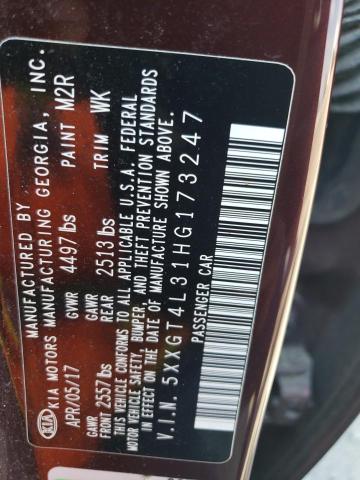 MANUFACTURED BY
KIA MOTORS MANUFACTURING GEORGIA, INC.
APR/05/17 GVWR 4497 lbs PAINT M2R
GAWR FRONT 2557 lbs GAWR REAR 2513 lbs TRIM WK
THIS VEHICLE CONFORMS TO ALL APPLICABLE U.S.A. FEDERAL
MOTOR VEHICLE SAFETY, BUMPER, AND THEFT PREVENTION STANDARDS
IN EFFECT ON THE DATE OF MANUFACTURE SHOWN ABOVE.
V.I.N. 5XXGT4L31HG173247
PASSENGER CAR